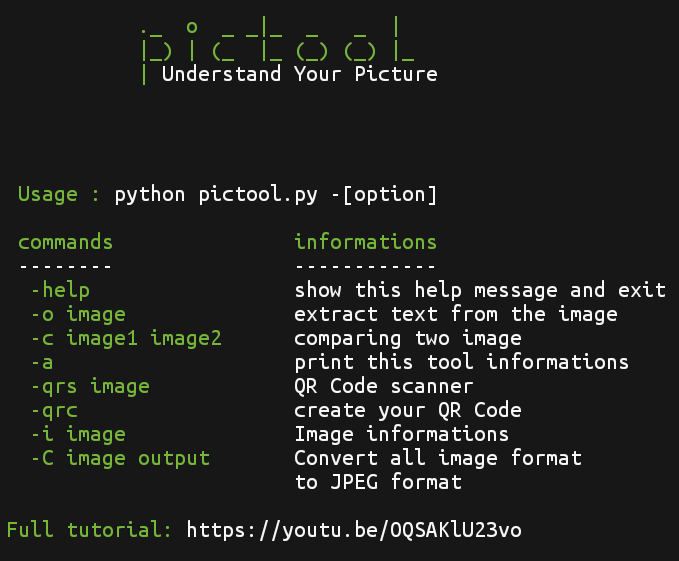 pictool
Understand Your Picture
Usage : python pictool.py -[option]
commands informations
-------- ------------
-help show this help message and exit
-o image extract text from the image
-c image1 image2 comparing two image
-a print this tool informations
-qrs image QR Code scanner
-qrc create your QR Code
-i image Image informations
-C image output Convert all image format
to JPEG format
Full tutorial: https://youtu.be/OQSAKlU23vo